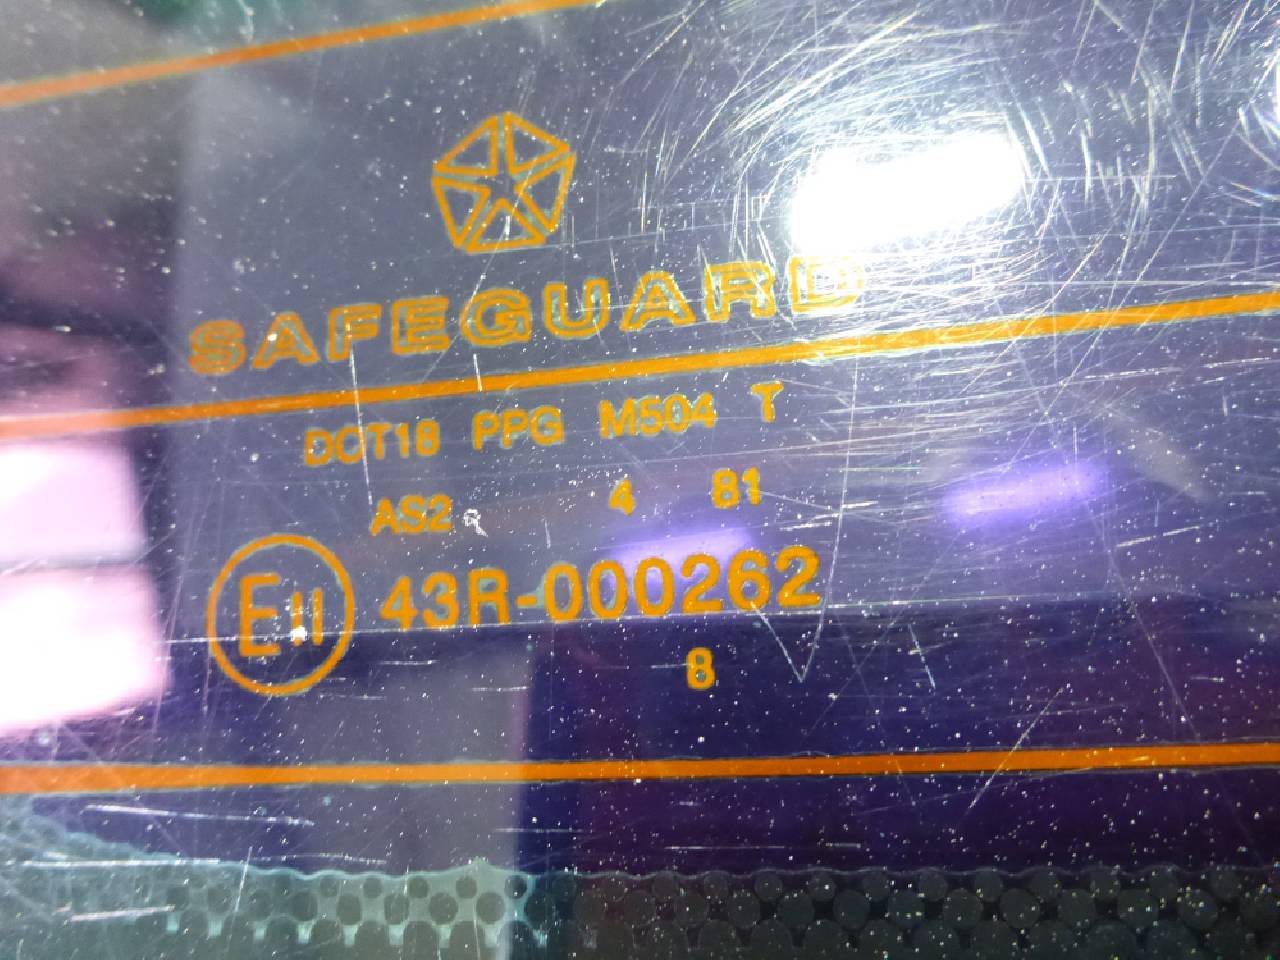 SAFEGUARD
DOT18 PPG M504 T
AS2 4 81
E11 43R-000262
8